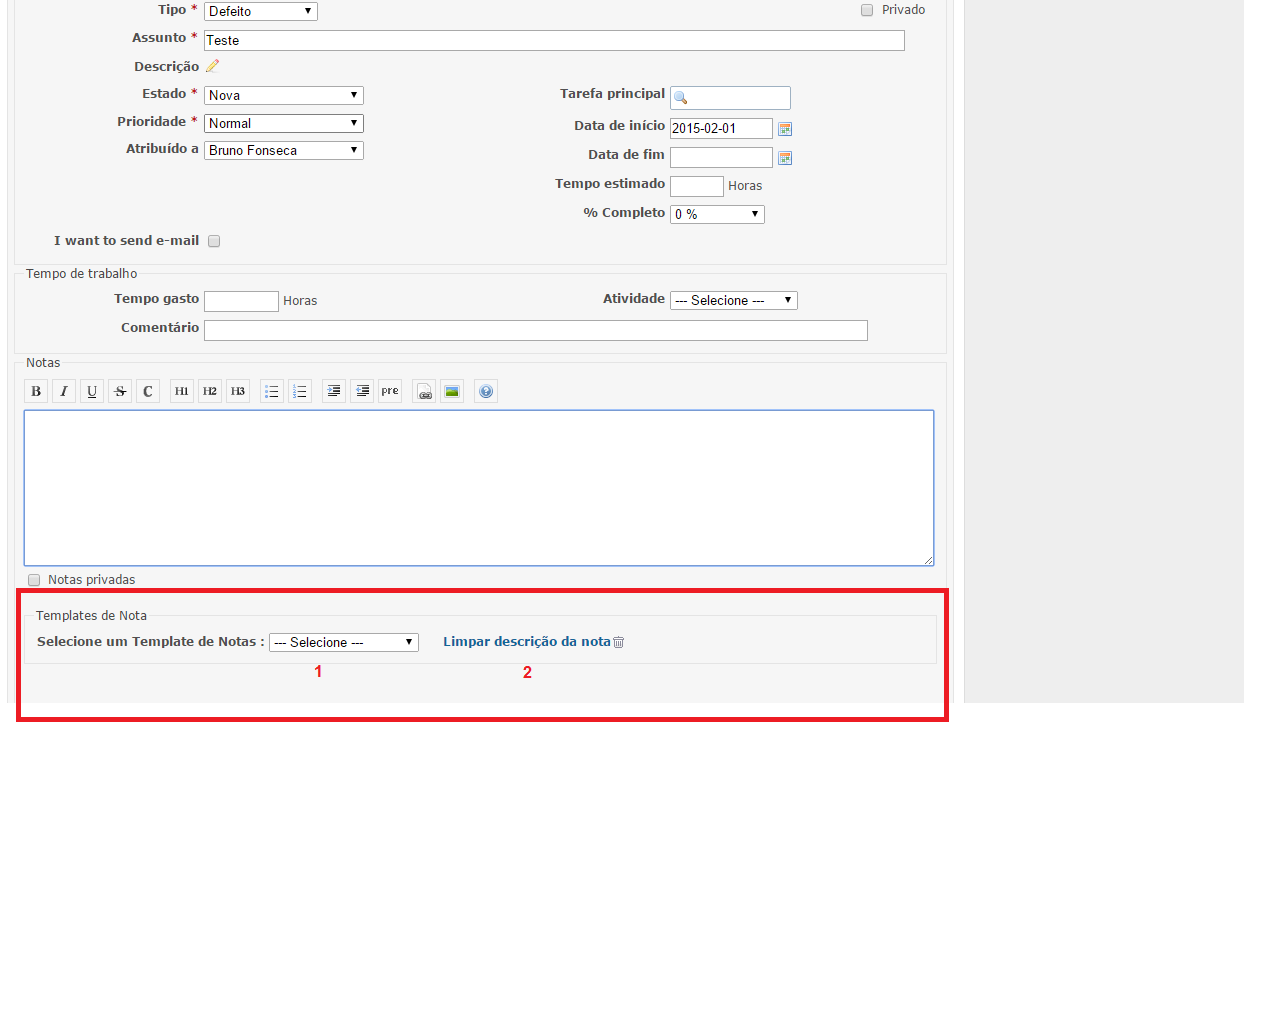 Tipo * Defeito Privado
Assunto * Teste
Descrição
Estado * Nova Tarefa principal
Prioridade * Normal Data de início 2015-02-01
Atribuído a Bruno Fonseca Data de fim
Tempo estimado Horas
% Completo 0 %
I want to send e-mail
Tempo de trabalho
Tempo gasto Horas Atividade --- Selecione ---
Comentário
Notas
B I U S C H1 H2 H3 pre
Notas privadas
Templates de Nota
Selecione um Template de Notas : --- Selecione --- Limpar descrição da nota
1 2